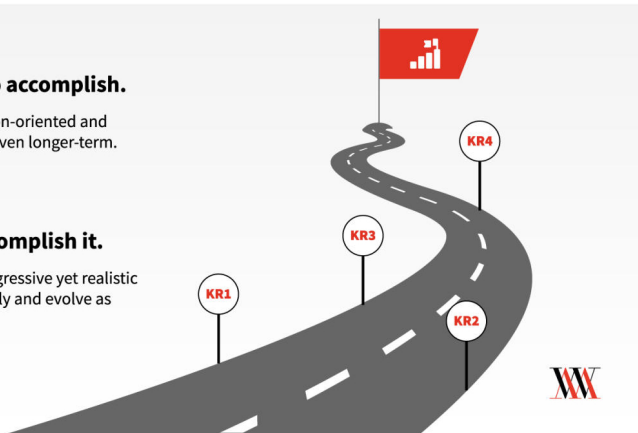 accomplish.
n-oriented and
ven longer-term.
omplish it.
gressive yet realistic
ly and evolve as
KR4
KR3
KR1
KR2